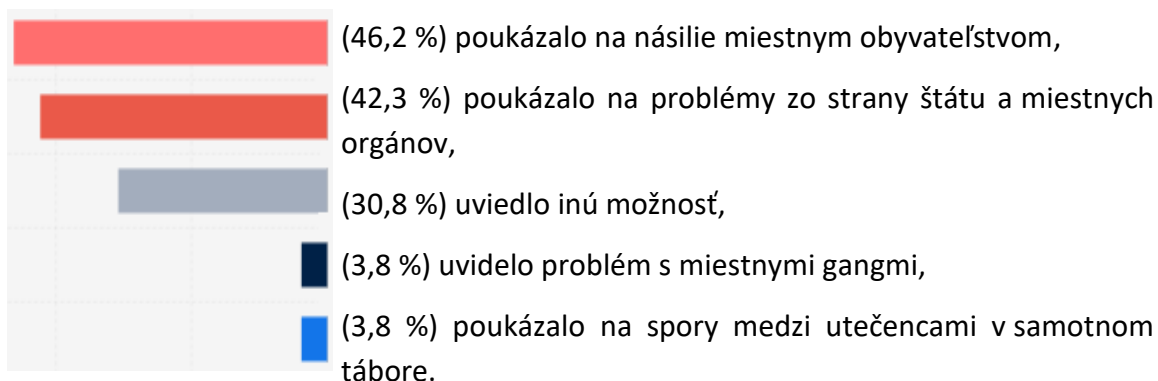 (46,2 %) poukázalo na násilie miestnym obyvateľstvom,
(42,3 %) poukázalo na problémy zo strany štátu a miestnych
orgánov,
(30,8 %) uviedlo inú možnosť,
(3,8 %) uvidelo problém s miestnymi gangmi,
(3,8 %) poukázalo na spory medzi utečencami v samotnom
tábore.